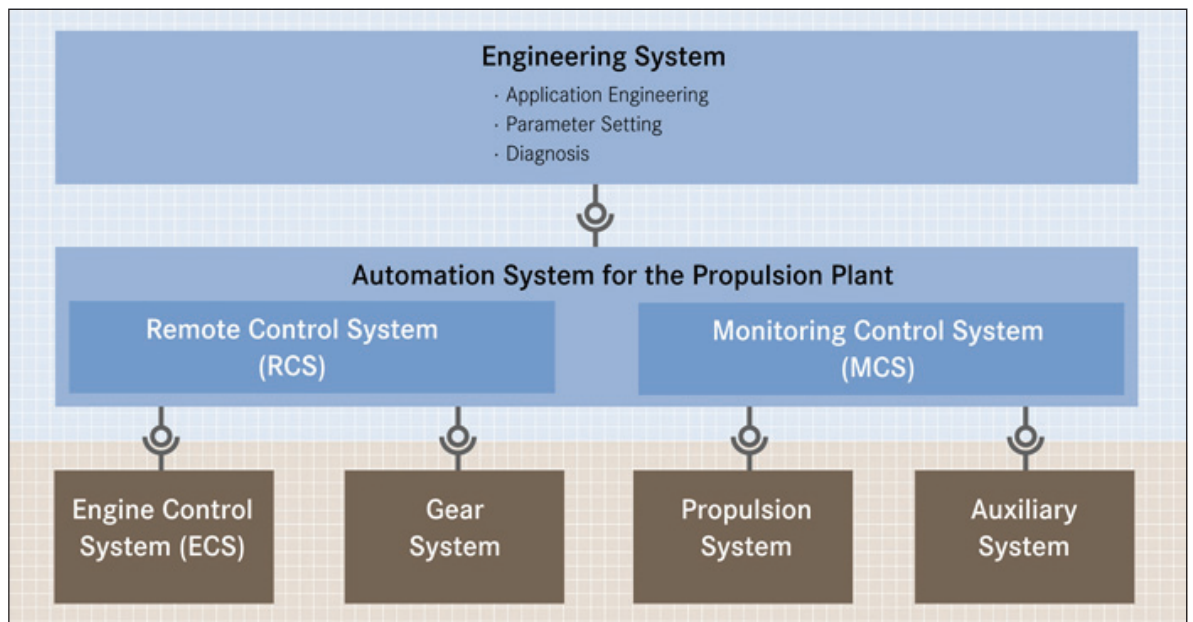 Engineering System
· Application Engineering
· Parameter Setting
· Diagnosis
Automation System for the Propulsion Plant
Remote Control System
(RCS)
Monitoring Control System
(MCS)
Engine Control
System (ECS)
Gear
System
Propulsion
System
Auxiliary
System